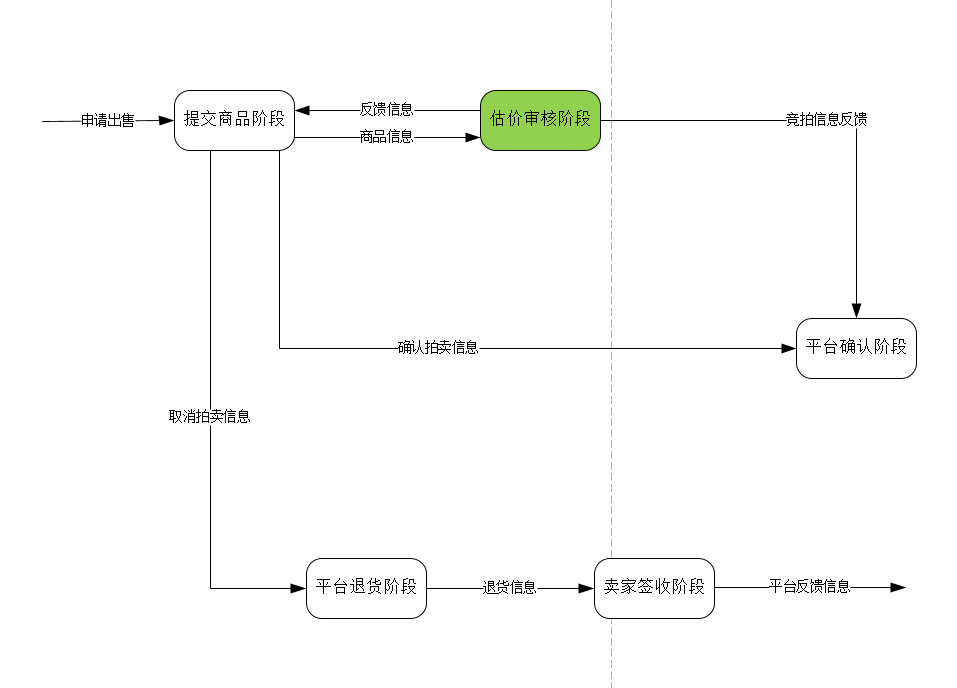 申请出售
提交商品阶段
反馈信息
商品信息
估价审核阶段
竞拍信息反馈
确认拍卖信息
平台确认阶段
取消拍卖信息
平台退货阶段
退货信息
卖家签收阶段
平台反馈信息